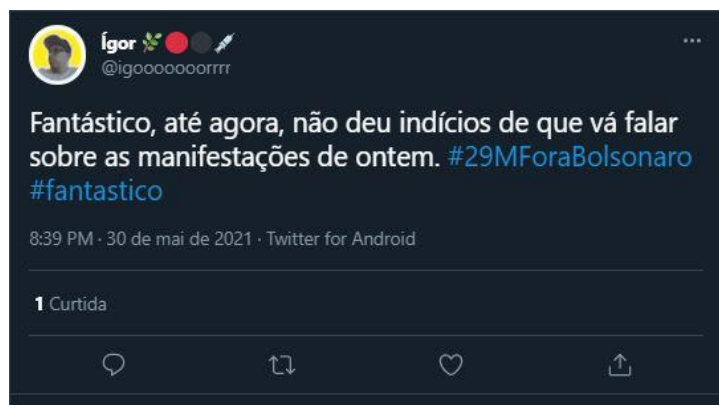 Ígor 🌿🔴⚫💉
@igooooooorrrr
Fantástico, até agora, não deu indícios de que vá falar
sobre as manifestações de ontem. #29MForaBolsonaro
#fantastico
8:39 PM · 30 de mai de 2021 · Twitter for Android
1 Curtida